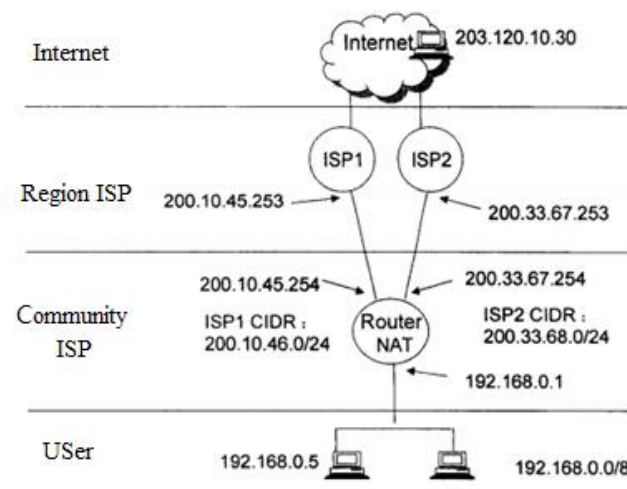 Internet
Internet
203.120.10.30
Region ISP
ISP1
ISP2
200.10.45.253
200.33.67.253
200.10.45.254
200.33.67.254
Community
ISP
ISP1 CIDR :
200.10.46.0/24
Router
NAT
ISP2 CIDR :
200.33.68.0/24
192.168.0.1
USer
192.168.0.5
192.168.0.0/8